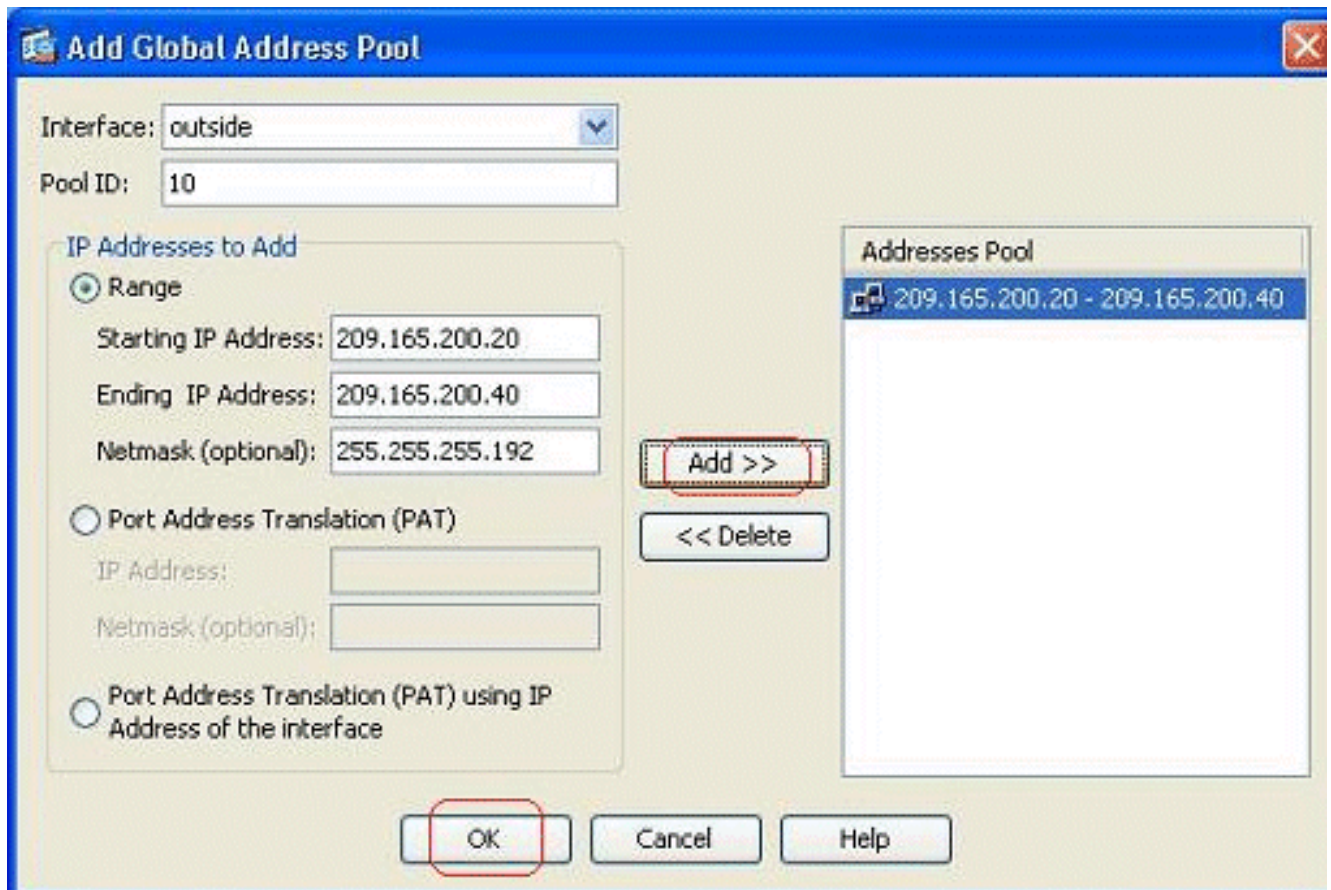 Add Global Address Pool
Interface: outside
Pool ID: 10
IP Addresses to Add
Range
Starting IP Address: 209.165.200.20
Ending IP Address: 209.165.200.40
Netmask (optional): 255.255.255.192
Port Address Translation (PAT)
IP Address:
Netmask (optional):
Port Address Translation (PAT) using IP
Address of the interface
Add >>
<< Delete
Addresses Pool
209.165.200.20 - 209.165.200.40
OK
Cancel
Help